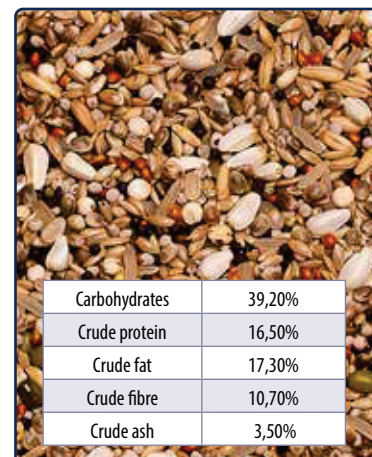 Carbohydrates 39,20%
Crude protein 16,50%
Crude fat 17,30%
Crude fibre 10,70%
Crude ash 3,50%